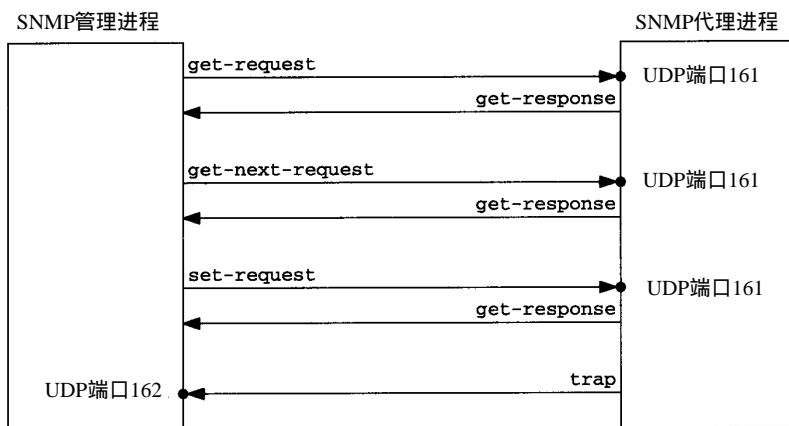 SNMP管理进程
SNMP代理进程
get-request
UDP端口161
get-response
get-next-request
UDP端口161
get-response
set-request
UDP端口161
get-response
trap
UDP端口162